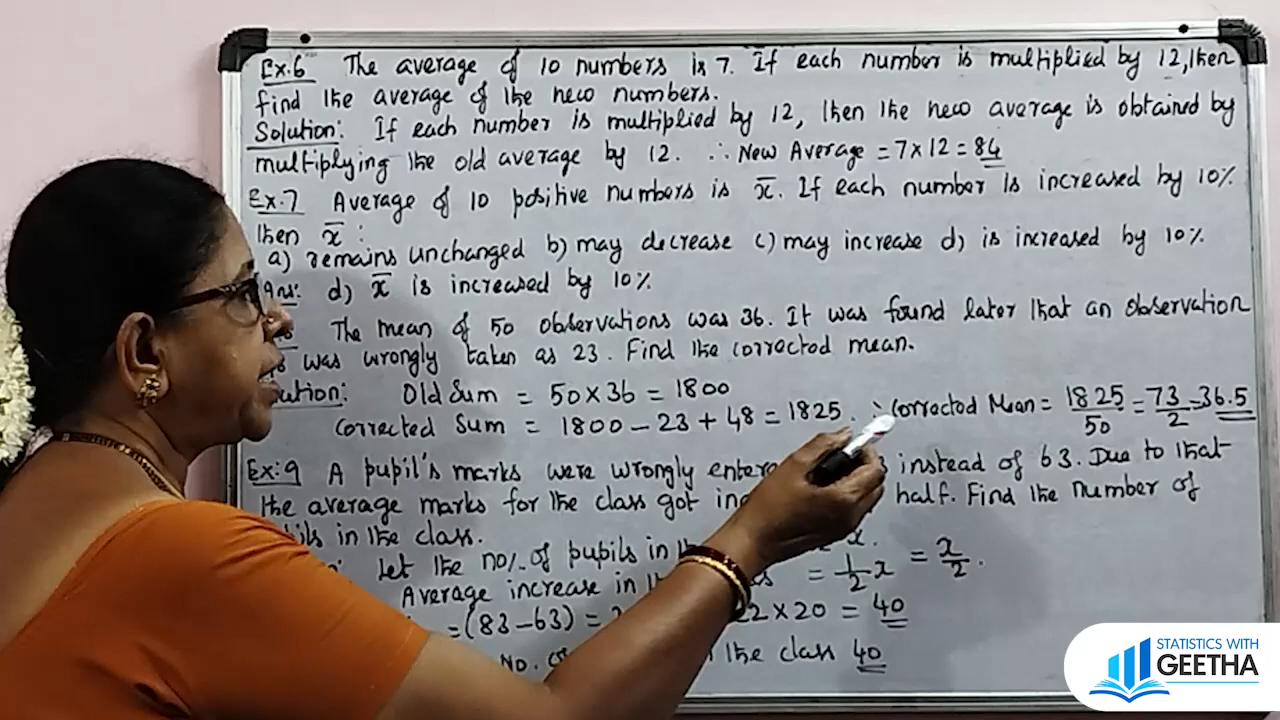 Ex.6 The average of 10 numbers is 7. If each number is multiplied by 12, then
find the average of the new numbers.
Solution: If each number is multiplied by 12, then the new average is obtained by
multiplying the old average by 12. ∴ New Average = 7 × 12 = 84
Ex.7 Average of 10 positive numbers is x̄. If each number is increased by 10%
then x̄ :
a) remains unchanged b) may decrease c) may increase d) is increased by 10%.
Ans: d) x̄ is increased by 10%
The mean of 50 observations was 36. It was found later that an observation
was wrongly taken as 23. Find the corrected mean.
Old Sum = 50 × 36 = 1800
Corrected Sum = 1800 – 23 + 48 = 1825. ∴ Corrected Mean = 1825/50 = 73/2 = 36.5
Ex:9 A pupil's marks were wrongly instead of 63. Due to that
the average marks for the class got half. Find the number of
in the class.
Let the no/. of pupils in x.
Average increase in = 1/2 x = x/2.
= (83 – 63) = 2 × 20 = 40
No. the class 40
STATISTICS WITH
GEETHA